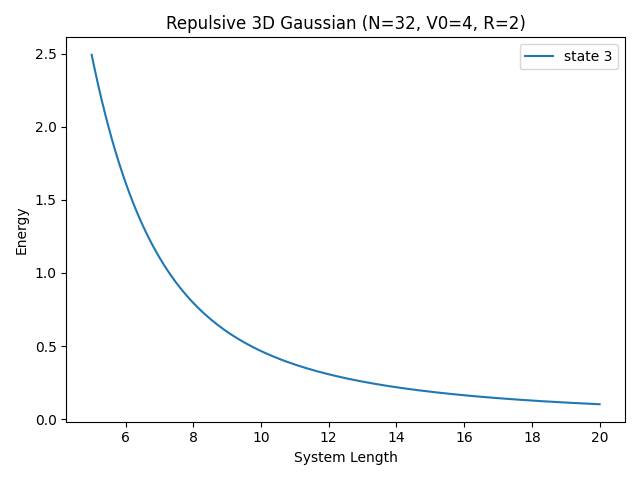 Repulsive 3D Gaussian (N=32, V0=4, R=2)
state 3
2.5
2.0
1.5
1.0
0.5
0.0
Energy
6 8 10 12 14 16 18 20
System Length